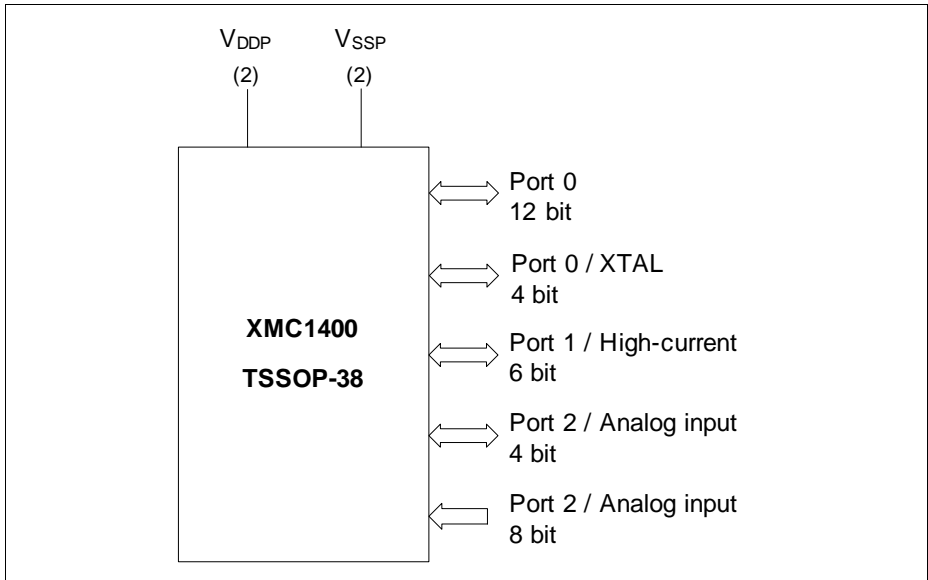 VDDP VSSP
(2) (2)
Port 0
12 bit
Port 0 / XTAL
4 bit
XMC1400
TSSOP-38
Port 1 / High-current
6 bit
Port 2 / Analog input
4 bit
Port 2 / Analog input
8 bit